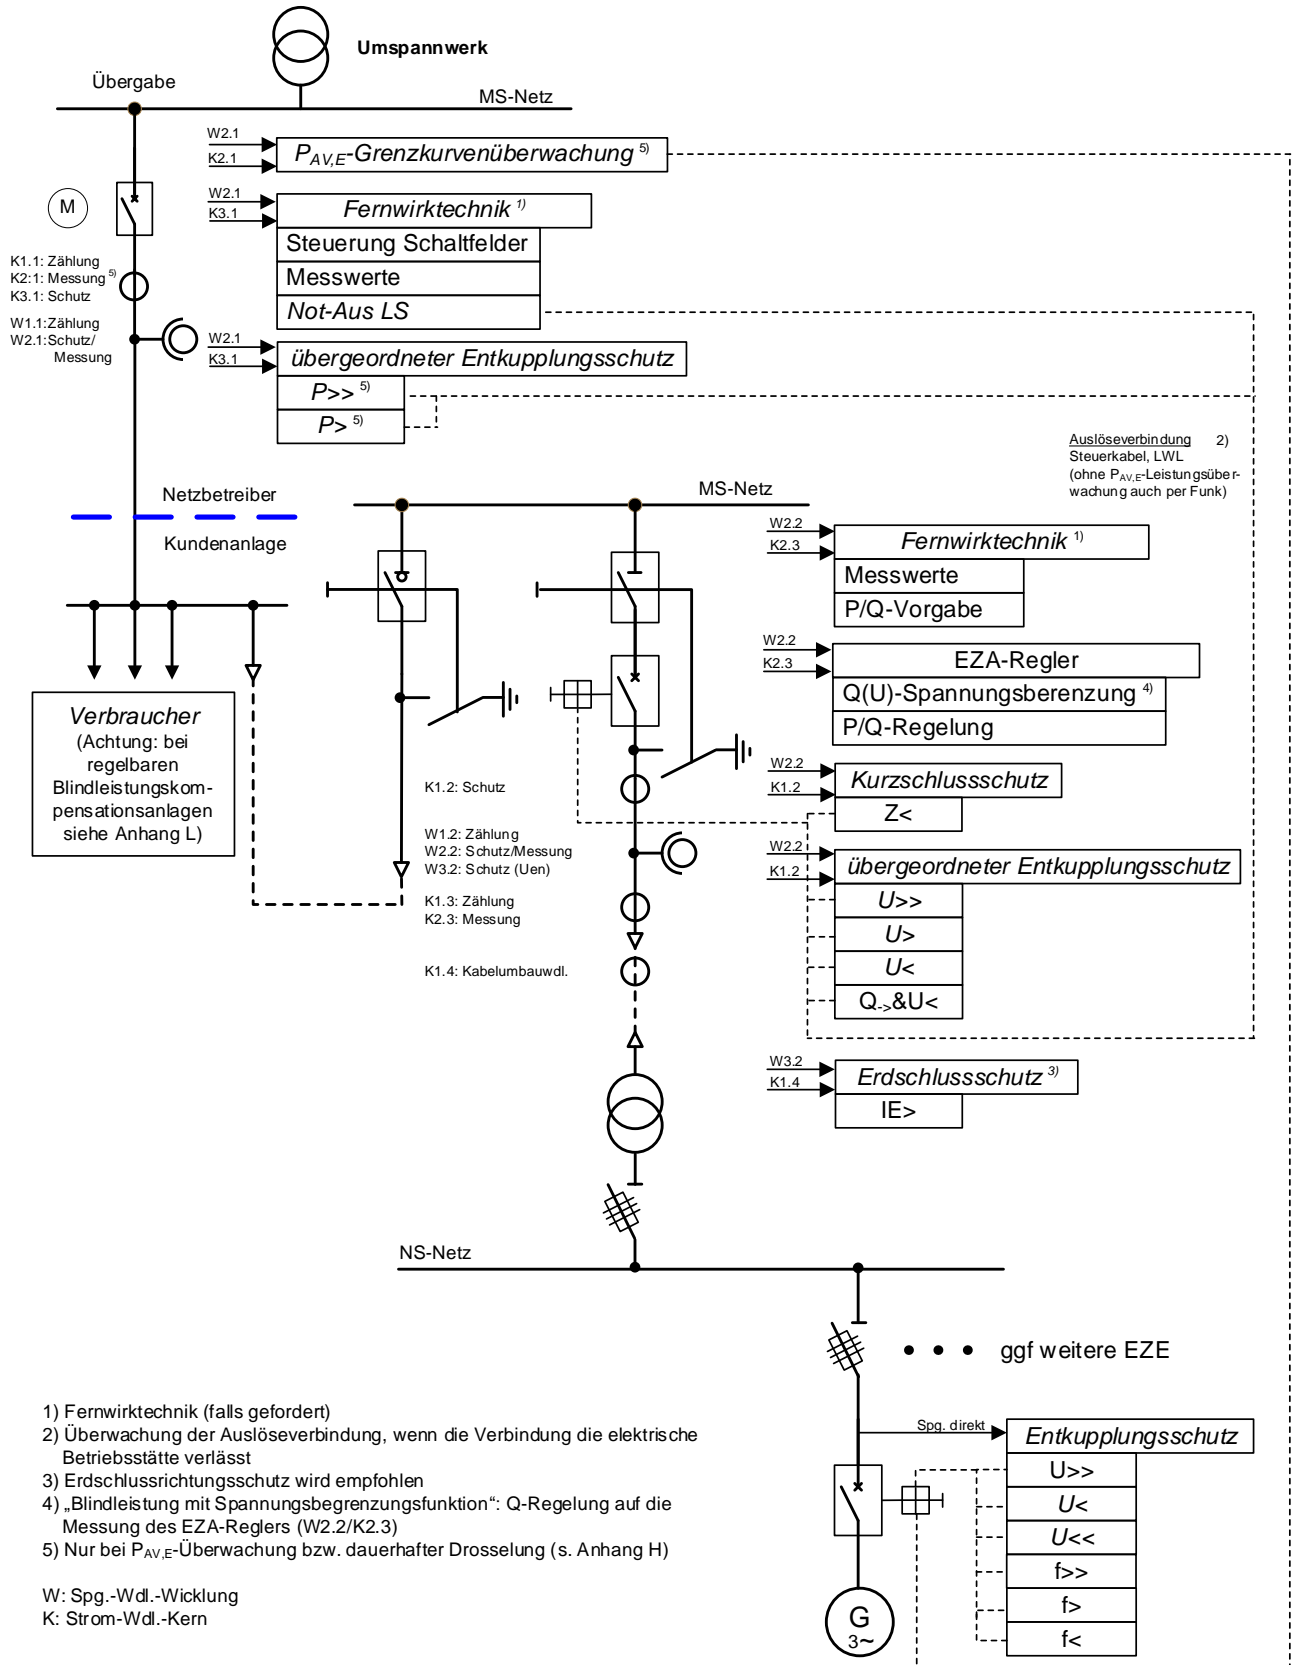 Umspannwerk
Übergabe
MS-Netz
W2.1
K2.1
P_AV,E-Grenzkurvenüberwachung 5)
M
W2.1
K3.1
Fernwirktechnik 1)
Steuerung Schaltfelder
Messwerte
Not-Aus LS
K1.1: Zählung
K2:1: Messung 5)
K3.1: Schutz
W1.1:Zählung
W2.1:Schutz/
Messung
W2.1
K3.1
übergeordneter Entkupplungsschutz
P>> 5)
P> 5)
Auslöseverbindung 2)
Steuerkabel, LWL
(ohne P_AV,E-Leistungsüber-
wachung auch per Funk)
Netzbetreiber
Kundenanlage
MS-Netz
W2.2
K2.3
Fernwirktechnik 1)
Messwerte
P/Q-Vorgabe
W2.2
K2.3
EZA-Regler
Q(U)-Spannungsberenzung 4)
P/Q-Regelung
Verbraucher
(Achtung: bei
regelbaren
Blindleistungskom-
pensationsanlagen
siehe Anhang L)
K1.2: Schutz
W1.2: Zählung
W2.2: Schutz/Messung
W3.2: Schutz (Uen)
K1.3: Zählung
K2.3: Messung
K1.4: Kabelumbauwdl.
W2.2
K1.2
Kurzschlussschutz
Z<
W2.2
K1.2
übergeordneter Entkupplungsschutz
U>>
U>
U<
Q->&U<
W3.2
K1.4
Erdschlussschutz 3)
IE>
NS-Netz
ggf weitere EZE
Spg. direkt
Entkupplungsschutz
U>>
U<
U<<
f>>
f>
f<
G
3~
1) Fernwirktechnik (falls gefordert)
2) Überwachung der Auslöseverbindung, wenn die Verbindung die elektrische
Betriebsstätte verlässt
3) Erdschlussrichtungsschutz wird empfohlen
4) „Blindleistung mit Spannungsbegrenzungsfunktion“: Q-Regelung auf die
Messung des EZA-Reglers (W2.2/K2.3)
5) Nur bei P_AV,E-Überwachung bzw. dauerhafter Drosselung (s. Anhang H)
W: Spg.-Wdl.-Wicklung
K: Strom-Wdl.-Kern